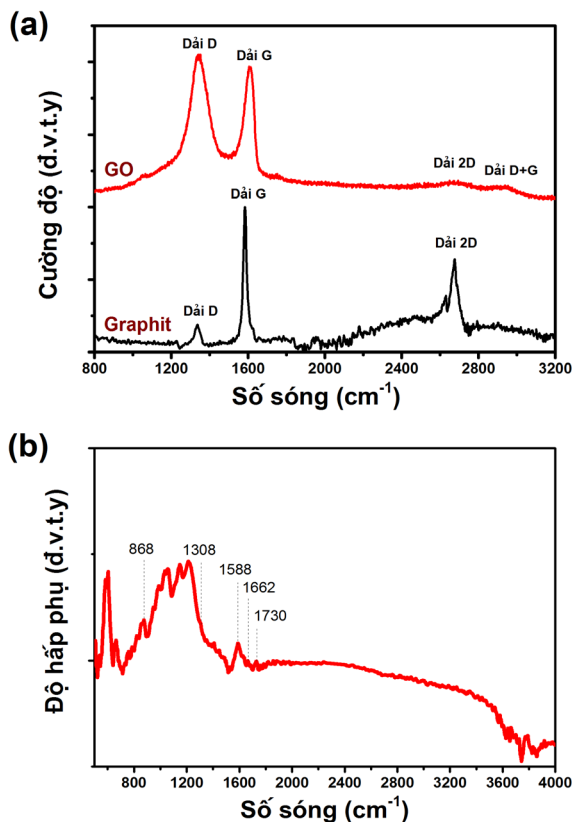 (a)
Cường độ (đ.v.t.y)
Dải D
Dải G
GO
Dải 2D
Dải D+G
Dải G
Dải 2D
Dải D
Graphit
800 1200 1600 2000 2400 2800 3200
Số sóng (cm⁻¹)
(b)
Độ hấp phụ (đ.v.t.y)
868
1308
1588
1662
1730
800 1200 1600 2000 2400 2800 3200 3600 4000
Số sóng (cm⁻¹)